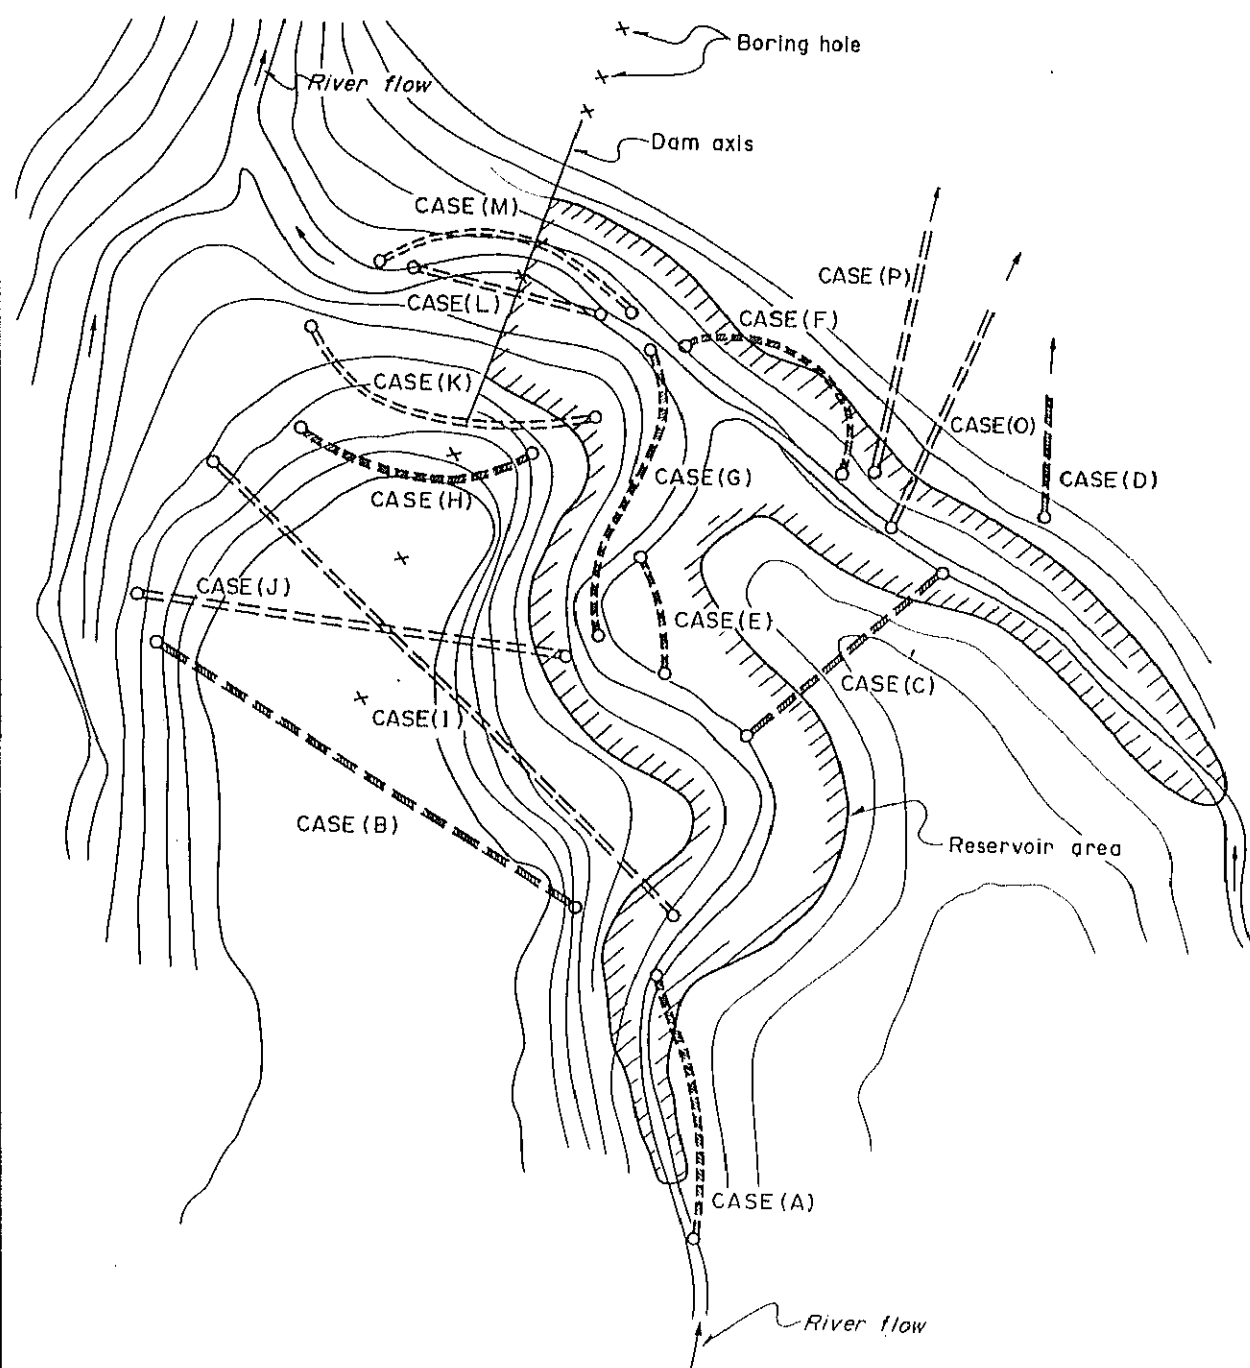 Boring hole
River flow
Dam axis
CASE (M)
CASE (P)
CASE(L)
CASE (F)
CASE (K)
CASE(O)
CASE (G)
CASE (D)
CASE (H)
CASE (J)
CASE (E)
CASE (C)
CASE (I)
CASE (B)
Reservoir area
CASE (A)
River flow